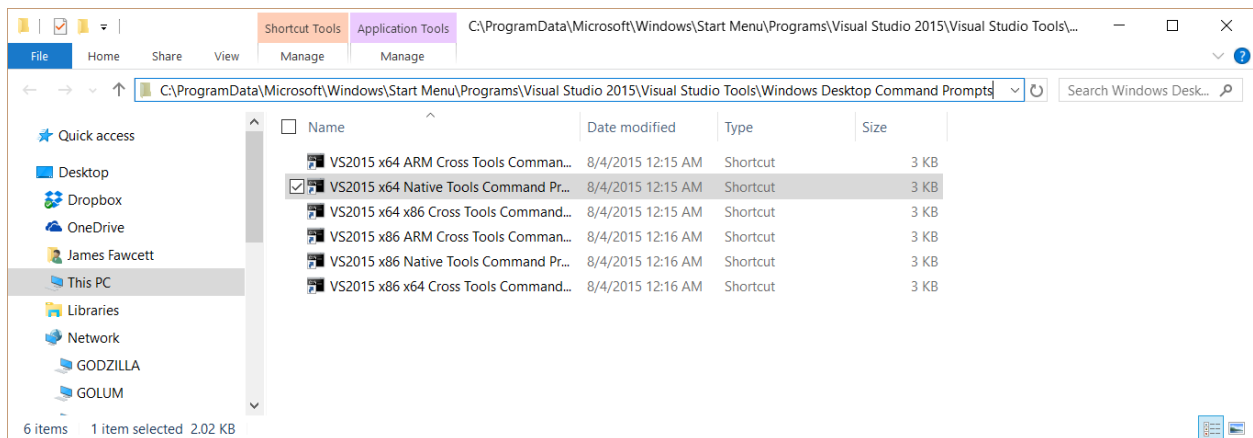 Shortcut Tools Application Tools C:\ProgramData\Microsoft\Windows\Start Menu\Programs\Visual Studio 2015\Visual Studio Tools\...
File Home Share View Manage Manage
C:\ProgramData\Microsoft\Windows\Start Menu\Programs\Visual Studio 2015\Visual Studio Tools\Windows Desktop Command Prompts Search Windows Desk...
Quick access
Desktop
Dropbox
OneDrive
James Fawcett
This PC
Libraries
Network
GODZILLA
GOLUM
Name Date modified Type Size
VS2015 x64 ARM Cross Tools Comman... 8/4/2015 12:15 AM Shortcut 3 KB
VS2015 x64 Native Tools Command Pr... 8/4/2015 12:15 AM Shortcut 3 KB
VS2015 x64 x86 Cross Tools Command... 8/4/2015 12:15 AM Shortcut 3 KB
VS2015 x86 ARM Cross Tools Comman... 8/4/2015 12:16 AM Shortcut 3 KB
VS2015 x86 Native Tools Command Pr... 8/4/2015 12:16 AM Shortcut 3 KB
VS2015 x86 x64 Cross Tools Command... 8/4/2015 12:16 AM Shortcut 3 KB
6 items 1 item selected 2.02 KB